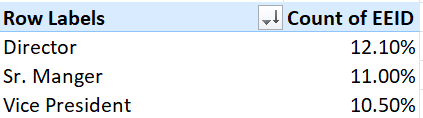 Row Labels Count of EEID
Director 12.10%
Sr. Manger 11.00%
Vice President 10.50%